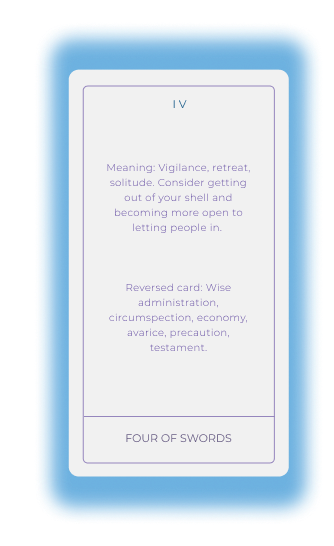 IV
Meaning: Vigilance, retreat,
solitude. Consider getting
out of your shell and
becoming more open to
letting people in.
Reversed card: Wise
administration,
circumspection, economy,
avarice, precaution,
testament.
FOUR OF SWORDS